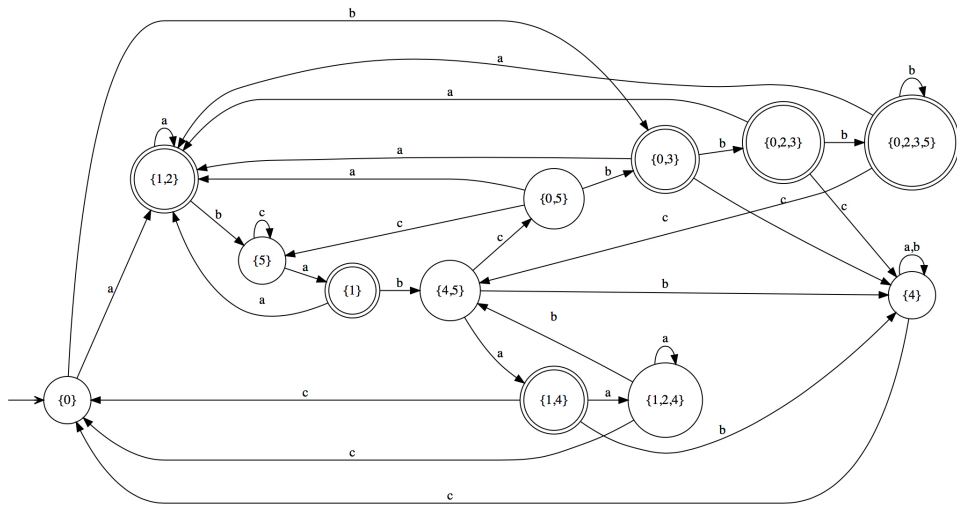 b
a
a
b
a
b
b
{0,2,3}
{0,2,3,5}
a
b
{0,3}
{1,2}
a
b
{0,5}
b
c
c
c
c
c
c
a,b
{5}
a
{1}
b
{4,5}
b
{4}
a
a
b
a
a
{0}
c
{1,4}
a
{1,2,4}
b
c
c